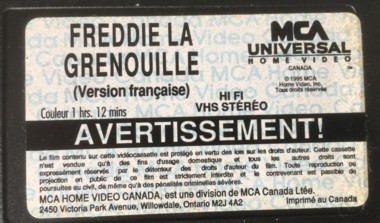 FREDDIE LA
GRENOUILLE
(Version française)
Couleur 1 hrs. 12 mins
HI FI
VHS STÉRÉO
MCA
UNIVERSAL
HOME VIDEO
CANADA
© 1995 MCA
Home Video, Inc.
Tous droits réservés
AVERTISSEMENT!
Le film contenu sur cette vidéocassette est protégé en vertu des lois sur les droits d'auteur. Cette cassette
n'est vendue qu'à des fins d'usage domestique et tous les autres droits sont
expressément réservés par le détenteur des droits d'auteur du film. Toute reproduction ou
projection en public de ce film est strictement interdite et le contrevenant est passible de
poursuites au civil, de même qu'à des pénalités criminelles sévères.
MCA HOME VIDEO CANADA, est une division de MCA Canada Ltée.
2450 Victoria Park Avenue, Willowdale, Ontario M2J 4A2
Imprimé au Canada